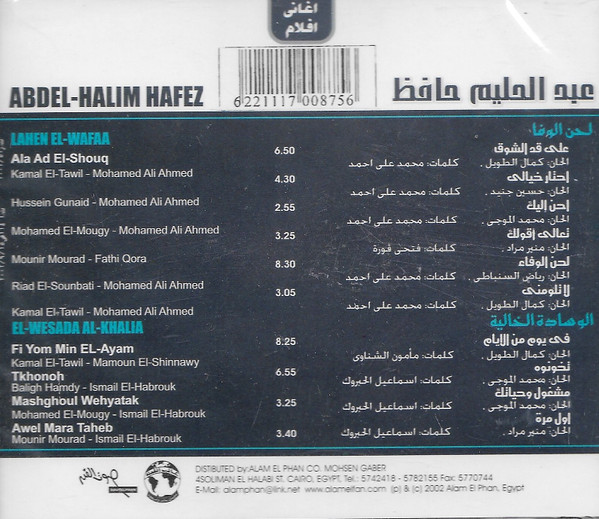 اغانى
افلام
ABDEL-HALIM HAFEZ
6221117008756
عبد الحليم حافظ
LAHEN EL-WAFAA
لحن الوفاء
Ala Ad El-Shouq 6.50 على قد الشوق
Kamal El-Tawil - Mohamed Ali Ahmed كلمات: محمد على احمد الحان: كمال الطويل
4.30 إحتار خيالى
Hussein Gunaid - Mohamed Ali Ahmed كلمات: محمد على احمد الحان: حسين جنيد
2.55 احن إليك
Mohamed El-Mougy - Mohamed Ali Ahmed كلمات: محمد على احمد الحان: محمد الموجى
3.25 تعالى اقولك
Mounir Mourad - Fathi Qora كلمات: فتحى قورة الحان: منير مراد
8.30 لحن الوفاء
Riad El-Sounbati - Mohamed Ali Ahmed كلمات: محمد على احمد الحان: رياض السنباطى
3.05 لا تلومنى
Kamal El-Tawil - Mohamed Ali Ahmed كلمات: محمد على احمد الحان: كمال الطويل
EL-WESADA AL-KHALIA
الوسادة الخالية
Fi Yom Min EL-Ayam 8:25 فى يوم من الايام
Kamal El-Tawil - Mamoun El-Shinnawy كلمات: مأمون الشناوى الحان: كمال الطويل
Tkhonoh 6.55 تخونوه
Baligh Hamdy - Ismail El-Habrouk كلمات: اسماعيل الحبروك الحان: محمد الموجى
Mashghoul Wehyatak 3.25 مشغول وحياتك
Mohamed El-Mougy - Ismail El-Habrouk كلمات: اسماعيل الحبروك الحان: محمد الموجى
Awel Mara Taheb 3.40 اول مرة
Mounir Mourad - Ismail El-Habrouk كلمات: اسماعيل الحبروك الحان: منير مراد
صوت الفن
DISTIBUTED by:ALAM EL PHAN CO. MOHSEN GABER
4SOLIMAN EL HALABI ST. CAIRO, EGYPT, Tel.: 5742418 - 5782155 Fax: 5770744
E-Mail: alamphan@link.net www.alamelfan.com (p) & (c) 2002 Alam El Phan, Egypt